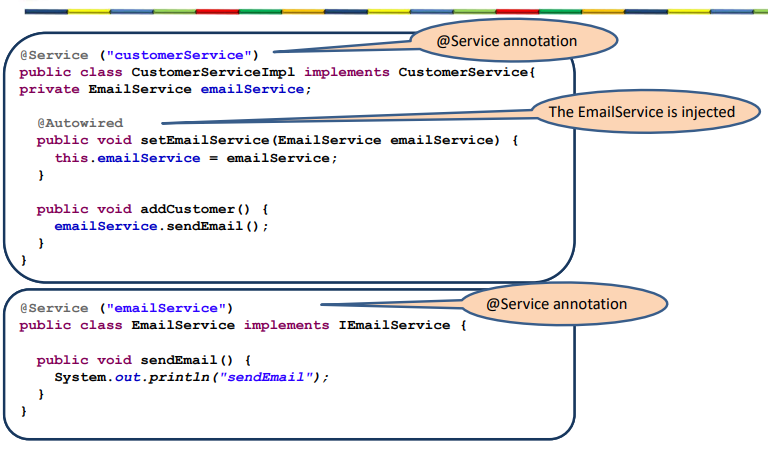 @Service ("customerService")
@Service annotation
public class CustomerServiceImpl implements CustomerService{
private EmailService emailService;
The EmailService is injected
@Autowired
public void setEmailService(EmailService emailService) {
this.emailService = emailService;
}
public void addCustomer() {
emailService.sendEmail();
}
}
@Service ("emailService")
@Service annotation
public class EmailService implements IEmailService {
public void sendEmail() {
System.out.println("sendEmail");
}
}